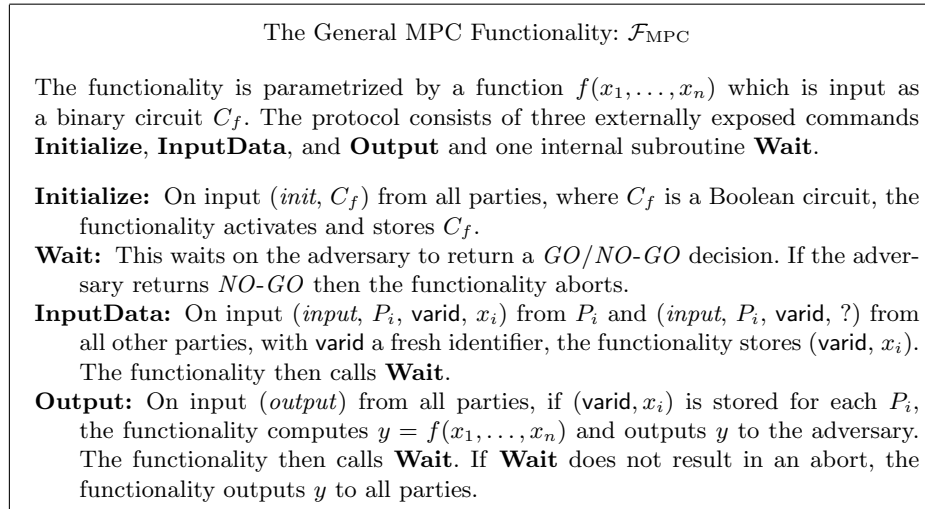 The General MPC Functionality: F_MPC
The functionality is parametrized by a function f(x_1, . . . , x_n) which is input as
a binary circuit C_f. The protocol consists of three externally exposed commands
Initialize, InputData, and Output and one internal subroutine Wait.
Initialize: On input (init, C_f) from all parties, where C_f is a Boolean circuit, the
functionality activates and stores C_f.
Wait: This waits on the adversary to return a GO/NO-GO decision. If the adver-
sary returns NO-GO then the functionality aborts.
InputData: On input (input, P_i, varid, x_i) from P_i and (input, P_i, varid, ?) from
all other parties, with varid a fresh identifier, the functionality stores (varid, x_i).
The functionality then calls Wait.
Output: On input (output) from all parties, if (varid, x_i) is stored for each P_i,
the functionality computes y = f(x_1, . . . , x_n) and outputs y to the adversary.
The functionality then calls Wait. If Wait does not result in an abort, the
functionality outputs y to all parties.